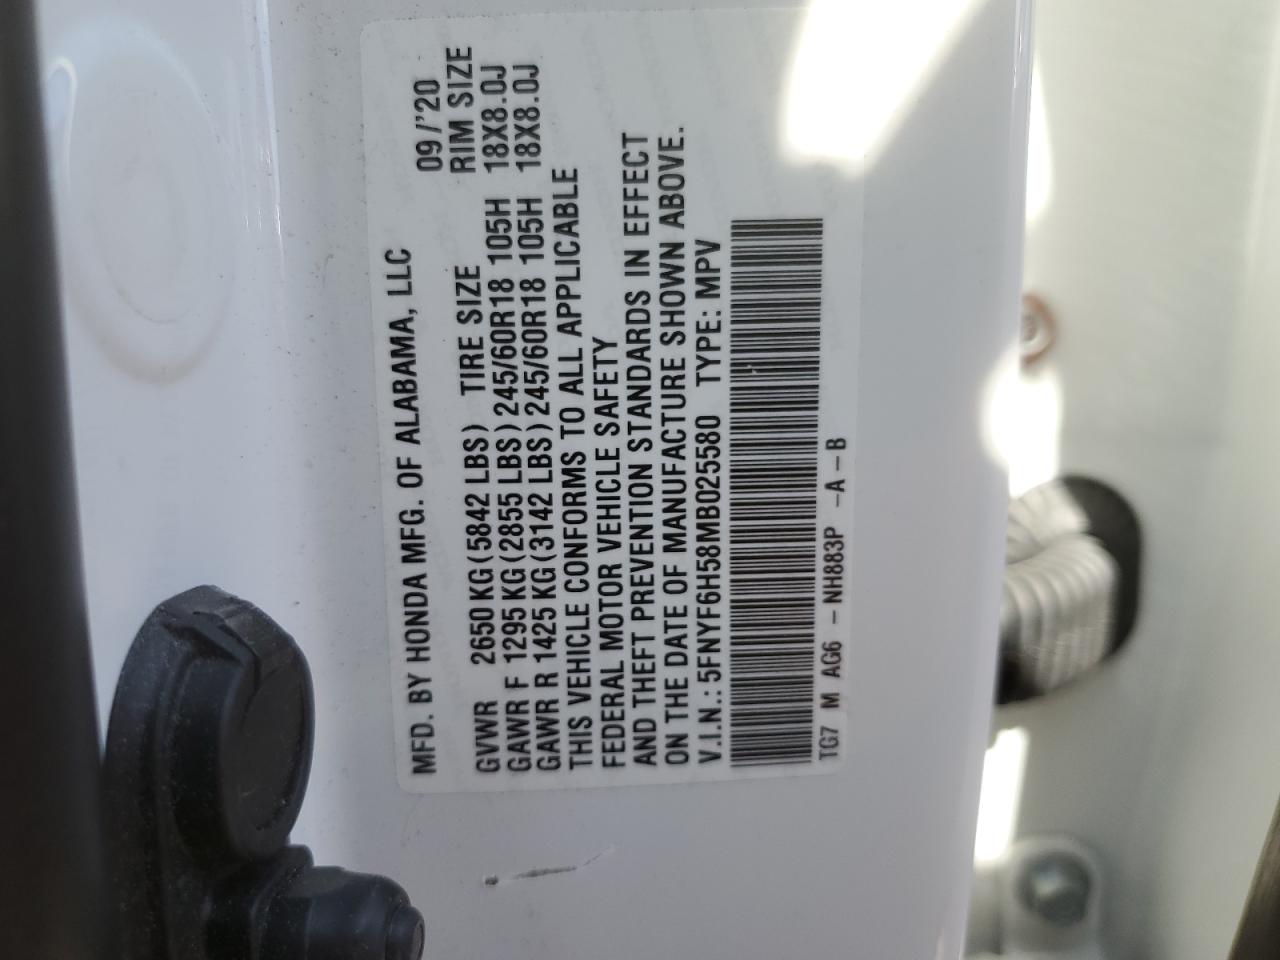 MFD. BY HONDA MFG. OF ALABAMA, LLC 09/'20
GVWR 2650 KG (5842 LBS) TIRE SIZE RIM SIZE
GAWR F 1295 KG (2855 LBS) 245/60R18 105H 18X8.0J
GAWR R 1425 KG (3142 LBS) 245/60R18 105H 18X8.0J
THIS VEHICLE CONFORMS TO ALL APPLICABLE
FEDERAL MOTOR VEHICLE SAFETY
AND THEFT PREVENTION STANDARDS IN EFFECT
ON THE DATE OF MANUFACTURE SHOWN ABOVE.
V.I.N.: 5FNYF6H58MB025580 TYPE: MPV
TG7 M AG6 - NH883P -A-B